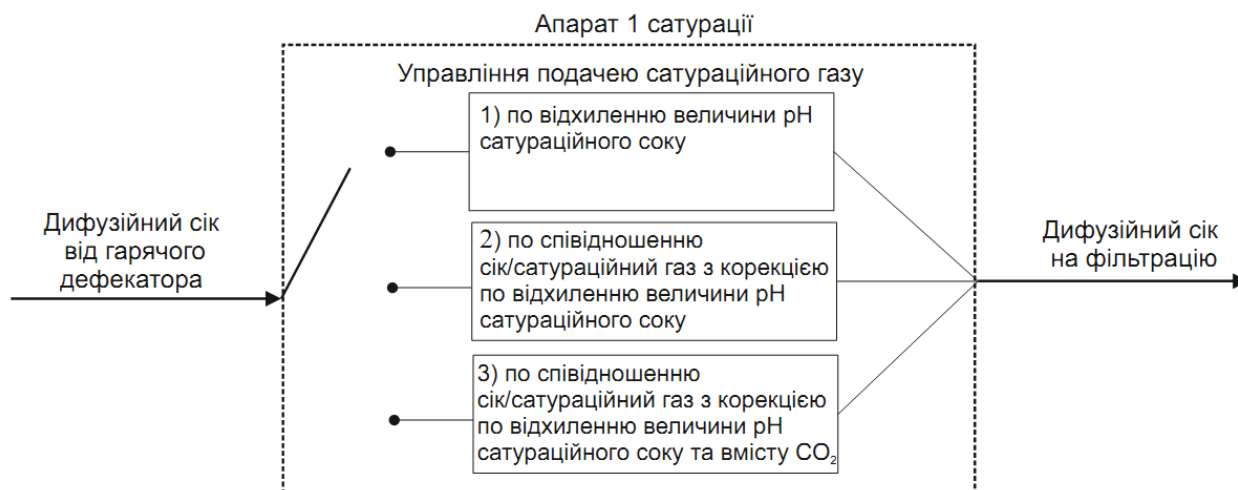 Апарат 1 сатурації
Управління подачею сатураційного газу
1) по відхиленню величини pH
сатураційного соку
Дифузійний сік
від гарячого
дефекатора
2) по співідношенню
сік/сатураційний газ з корекцією
по відхиленню величини pH
сатураційного соку
Дифузійний сік
на фільтрацію
3) по співідношенню
сік/сатураційний газ з корекцією
по відхиленню величини pH
сатураційного соку та вмісту CO₂